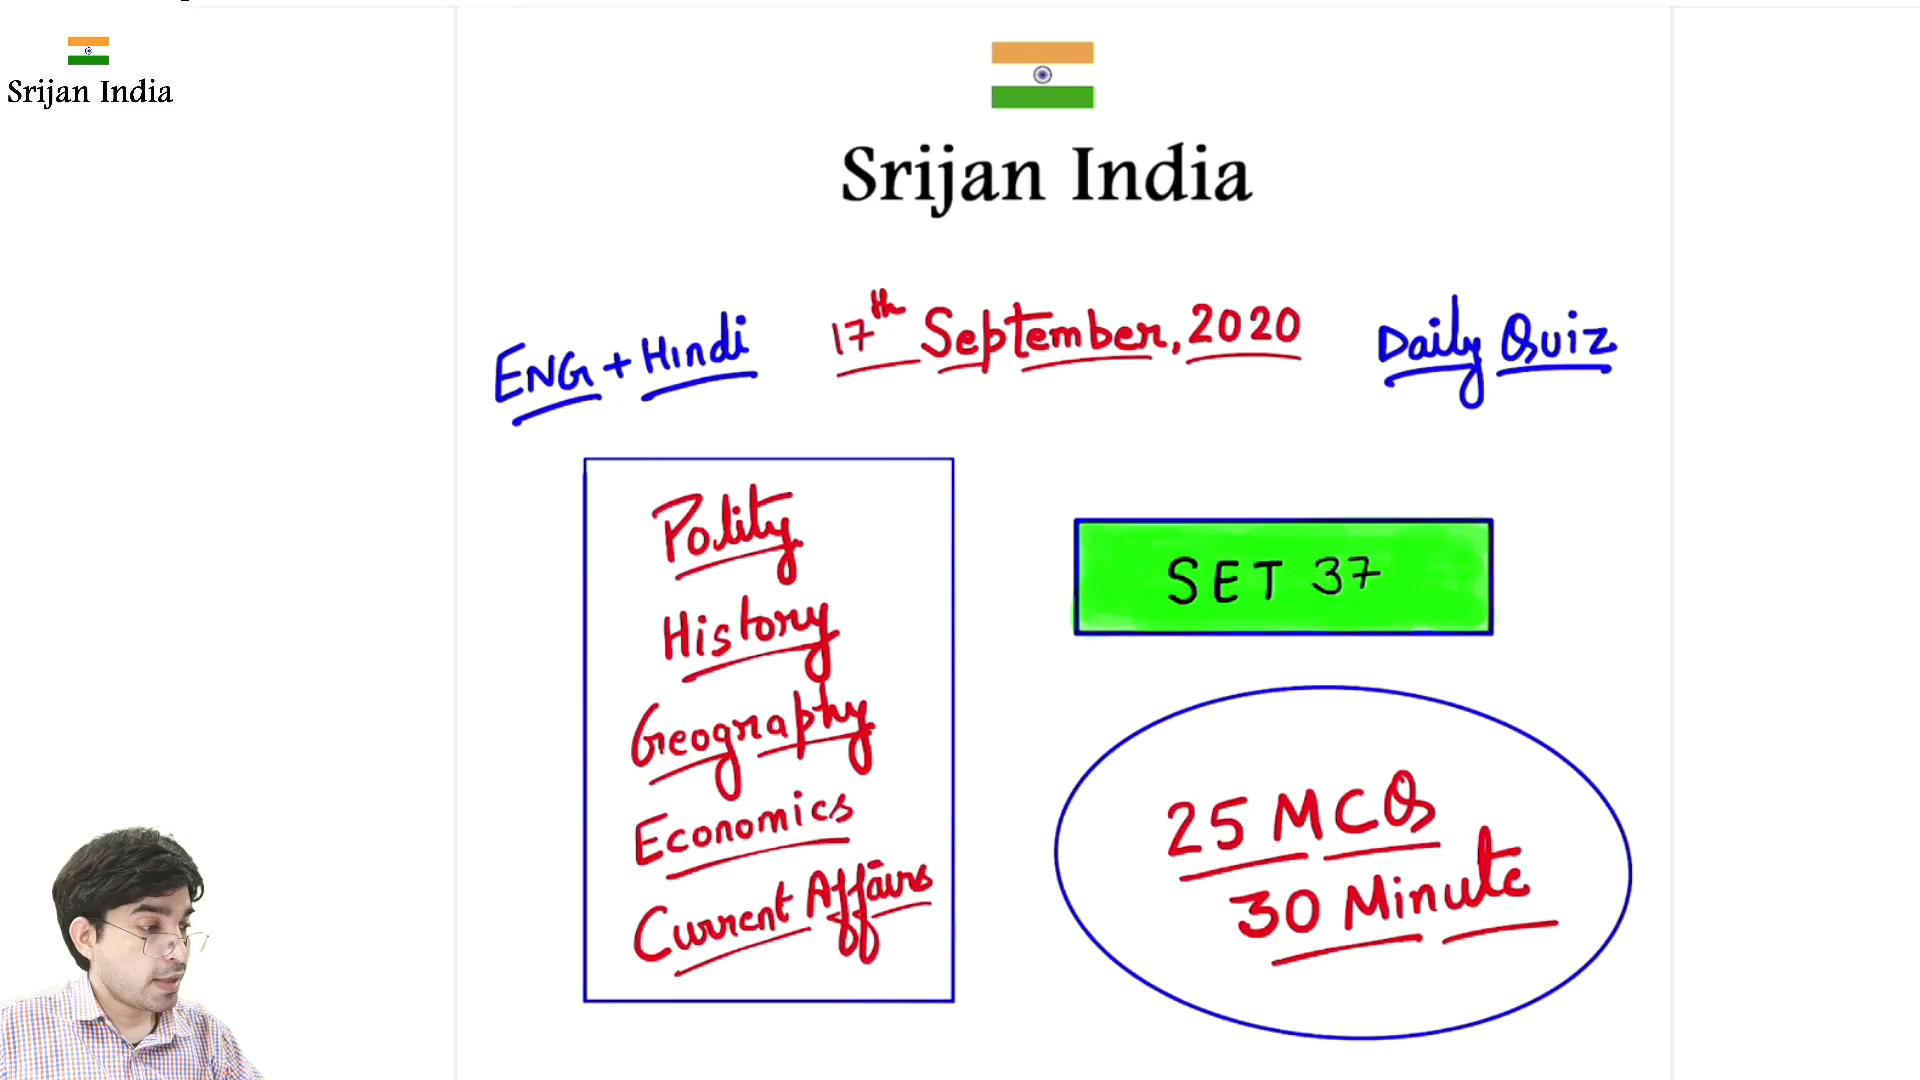 Srijan India
Srijan India
ENG + Hindi
17th September, 2020
Daily Quiz
Polity
History
Geography
Economics
Current Affairs
SET 37
25 MCQs
30 Minute